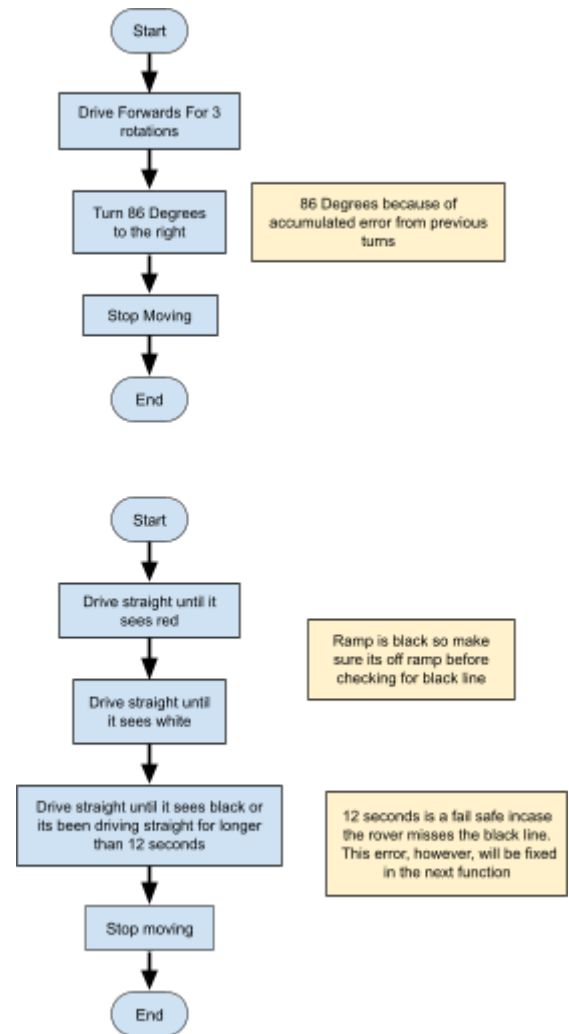 Start
Drive Forwards For 3
rotations
Turn 86 Degrees
to the right
86 Degrees because of
accumulated error from previous
turns
Stop Moving
End
Start
Drive straight until it
sees red
Ramp is black so make
sure its off ramp before
checking for black line
Drive straight until
it sees white
Drive straight until it sees black or
its been driving straight for longer
than 12 seconds
12 seconds is a fail safe incase
the rover misses the black line.
This error, however, will be fixed
in the next function
Stop moving
End